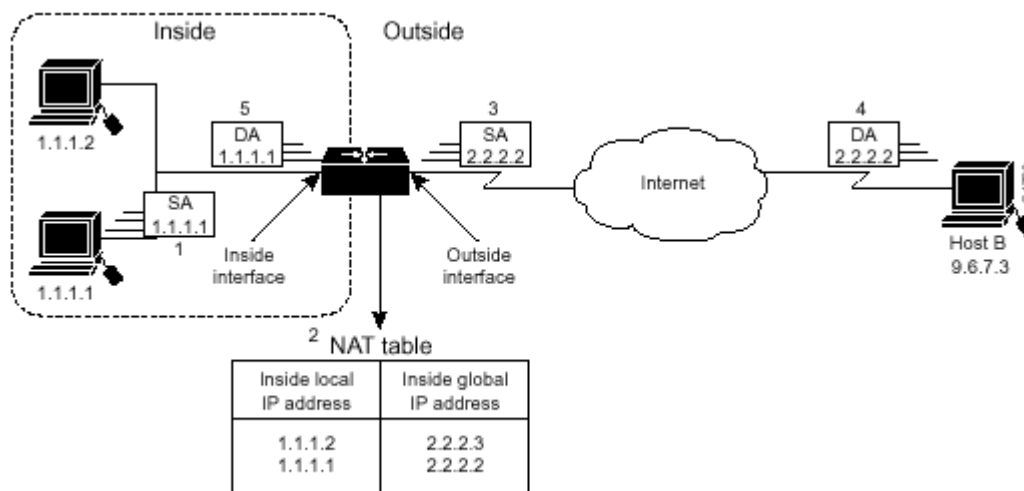 Inside
Outside
1.1.1.2
5
DA
1.1.1.1
3
SA
2.2.2.2
4
DA
2.2.2.2
Internet
SA
1.1.1.1
1
1.1.1.1
Inside
interface
Outside
interface
Host B
9.6.7.3
2
NAT table
Inside local
IP address
Inside global
IP address
1.1.1.2
2.2.2.3
1.1.1.1
2.2.2.2